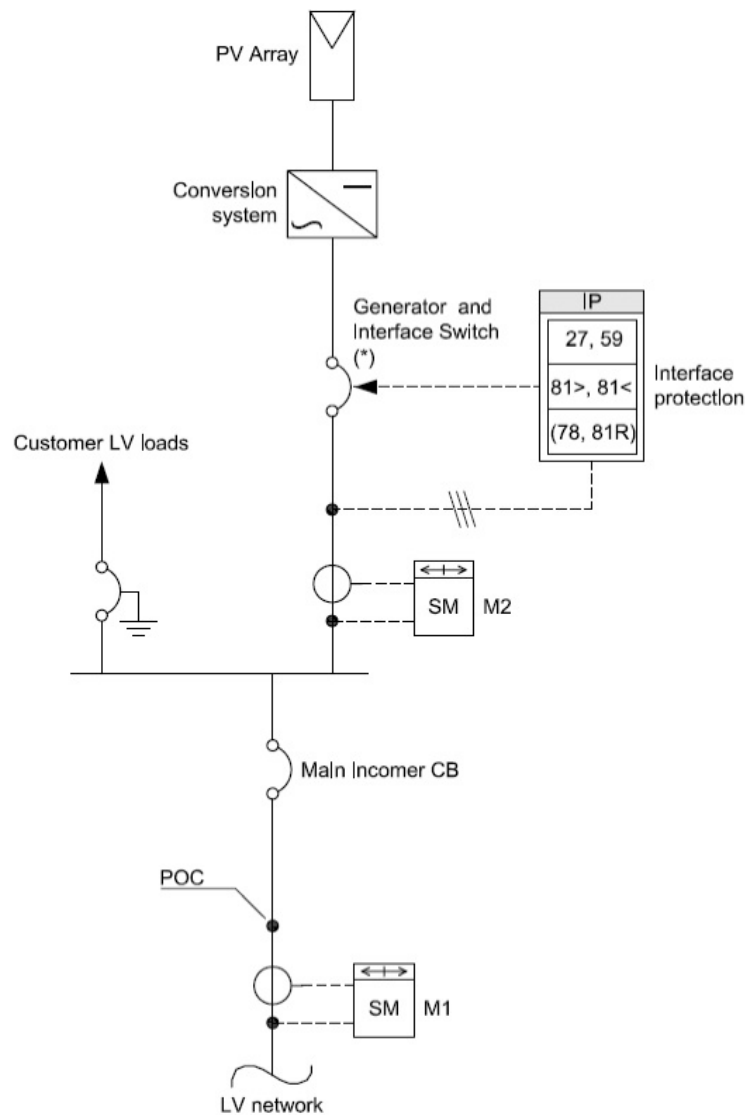 PV Array
Conversion
system
Generator and
Interface Switch
(*)
IP
27, 59
81>, 81<
(78, 81R)
Interface
protection
Customer LV loads
SM
M2
Main Incomer CB
POC
SM
M1
LV network